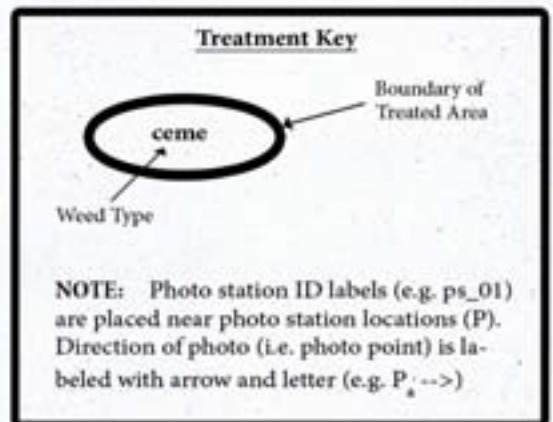 Treatment Key
Boundary of
Treated Area
ceme
Weed Type
NOTE: Photo station ID labels (e.g. ps_01)
are placed near photo station locations (P).
Direction of photo (i.e. photo point) is la-
beled with arrow and letter (e.g. Pa -->)